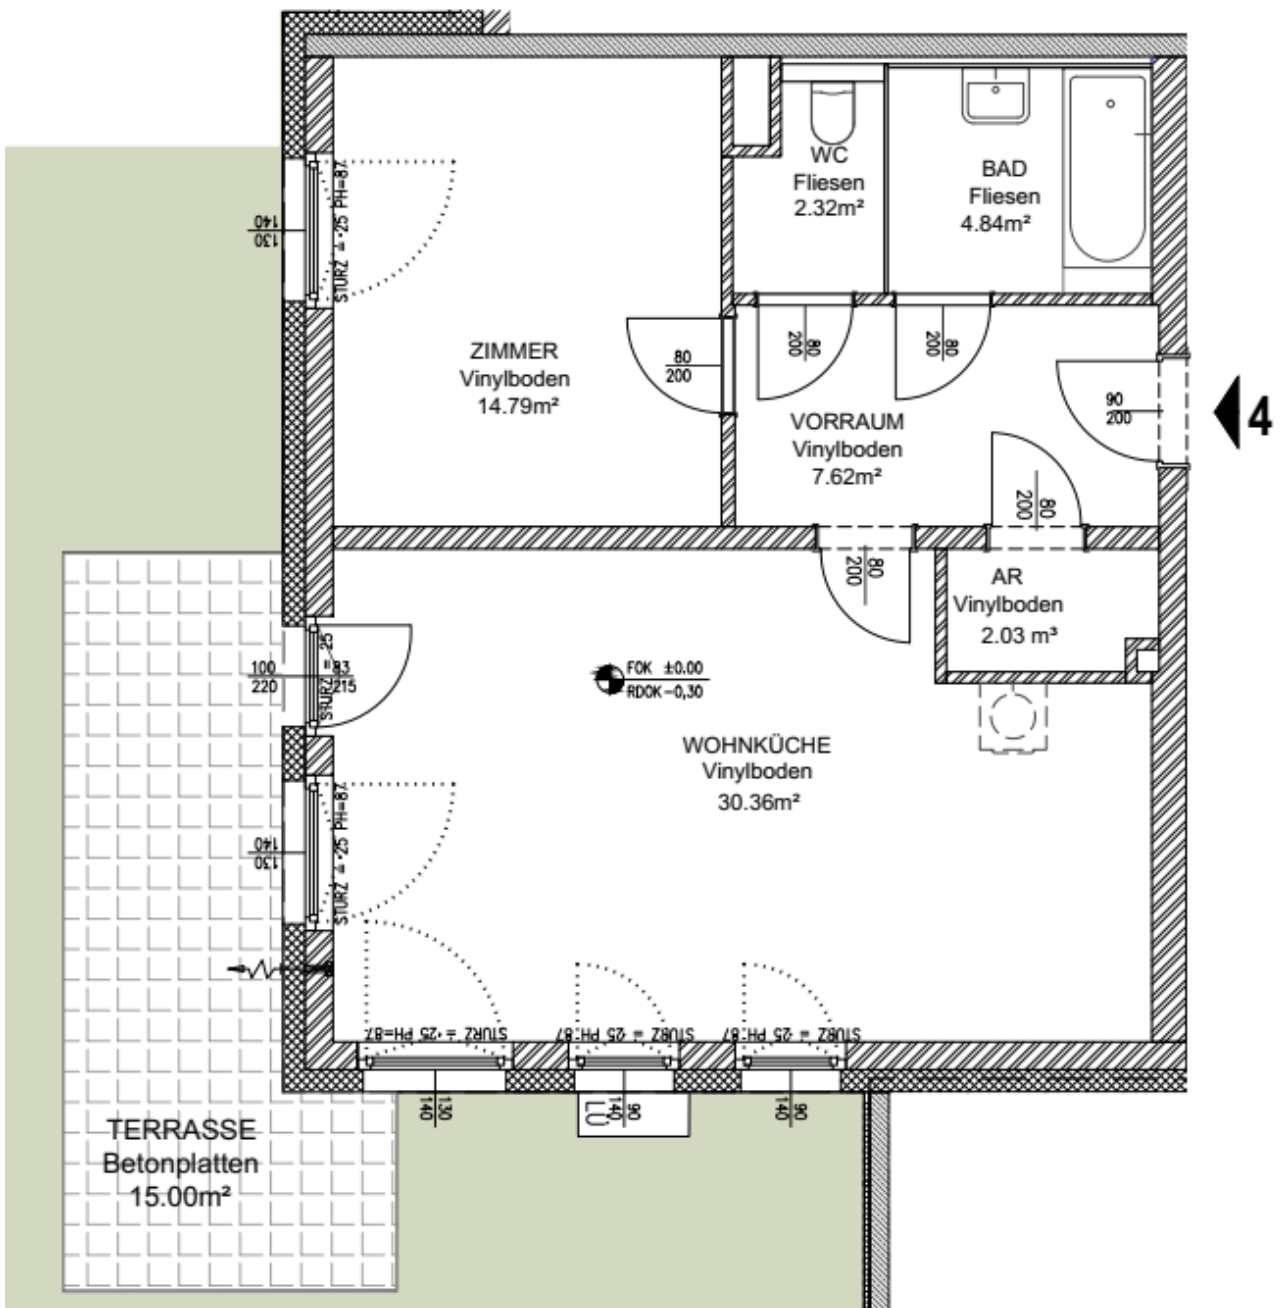 WC
Fliesen
2.32m²
BAD
Fliesen
4.84m²
140
130
STURZ = -25 PH=87
ZIMMER
Vinylboden
14.79m²
80
200
80
200
80
200
90
200
4
VORRAUM
Vinylboden
7.62m²
80
200
80
200
AR
Vinylboden
2.03 m³
100
220
83
215
STURZ = 25
FOK ±0.00
RDOK-0,30
WOHNKÜCHE
Vinylboden
30.36m²
140
130
STURZ = -25 PH=87
STURZ = -25 PH=87
STURZ = 25 PH 87
STURZ = 25 PH 87
130
140
LÜ
90
140
90
140
TERRASSE
Betonplatten
15.00m²